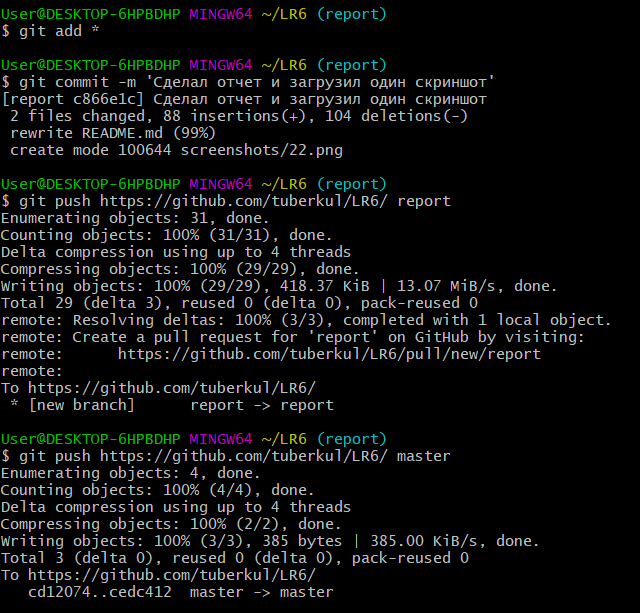 User@DESKTOP-6HPBDHP MINGW64 ~/LR6 (report)
$ git add *

User@DESKTOP-6HPBDHP MINGW64 ~/LR6 (report)
$ git commit -m 'Сделал отчет и загрузил один скриншот'
[report c866e1c] Сделал отчет и загрузил один скриншот
 2 files changed, 88 insertions(+), 104 deletions(-)
 rewrite README.md (99%)
 create mode 100644 screenshots/22.png

User@DESKTOP-6HPBDHP MINGW64 ~/LR6 (report)
$ git push https://github.com/tuberkul/LR6/ report
Enumerating objects: 31, done.
Counting objects: 100% (31/31), done.
Delta compression using up to 4 threads
Compressing objects: 100% (29/29), done.
Writing objects: 100% (29/29), 418.37 KiB | 13.07 MiB/s, done.
Total 29 (delta 3), reused 0 (delta 0), pack-reused 0
remote: Resolving deltas: 100% (3/3), completed with 1 local object.
remote: Create a pull request for 'report' on GitHub by visiting:
remote:      https://github.com/tuberkul/LR6/pull/new/report
remote:
To https://github.com/tuberkul/LR6/
 * [new branch]      report -> report

User@DESKTOP-6HPBDHP MINGW64 ~/LR6 (report)
$ git push https://github.com/tuberkul/LR6/ master
Enumerating objects: 4, done.
Counting objects: 100% (4/4), done.
Delta compression using up to 4 threads
Compressing objects: 100% (2/2), done.
Writing objects: 100% (3/3), 385 bytes | 385.00 KiB/s, done.
Total 3 (delta 0), reused 0 (delta 0), pack-reused 0
To https://github.com/tuberkul/LR6/
   cd12074..cedc412  master -> master